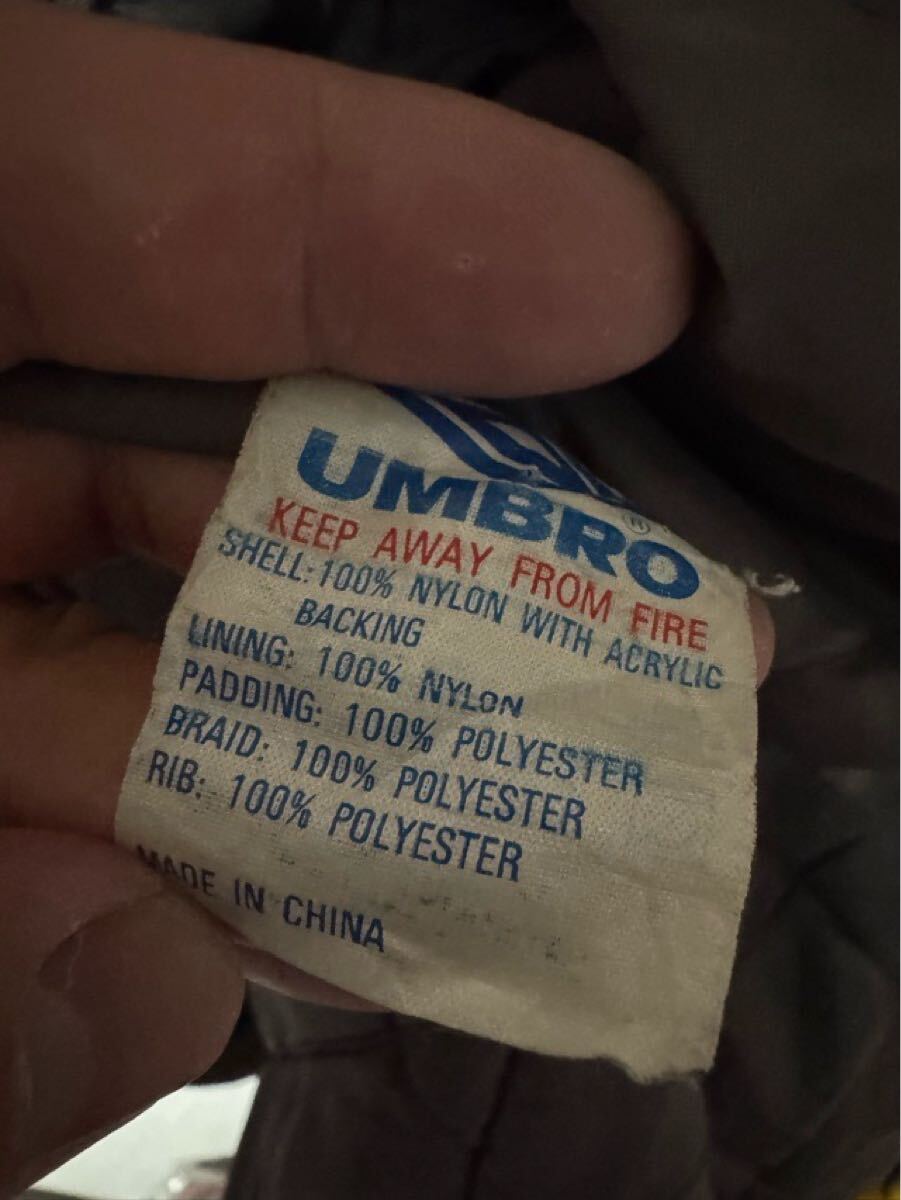 UMBRO®
KEEP AWAY FROM FIRE
SHELL: 100% NYLON WITH ACRYLIC
BACKING
LINING: 100% NYLON
PADDING: 100% POLYESTER
BRAID: 100% POLYESTER
RIB: 100% POLYESTER
MADE IN CHINA